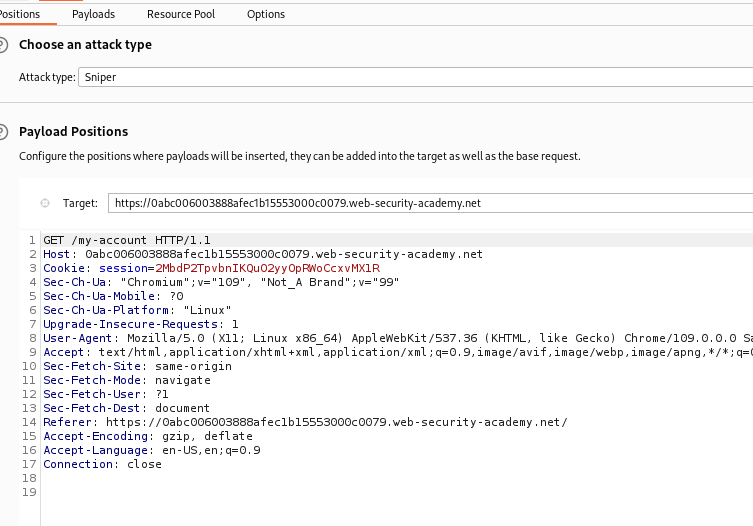 Positions Payloads Resource Pool Options
? Choose an attack type
Attack type: Sniper
? Payload Positions
Configure the positions where payloads will be inserted, they can be added into the target as well as the base request.
Target: https://0abc006003888afec1b15553000c0079.web-security-academy.net
1 GET /my-account HTTP/1.1
2 Host: 0abc006003888afec1b15553000c0079.web-security-academy.net
3 Cookie: session=2MbdP2TpvbnIKQuO2yyOpRWoCcxvMX1R
4 Sec-Ch-Ua: "Chromium";v="109", "Not_A Brand";v="99"
5 Sec-Ch-Ua-Mobile: ?0
6 Sec-Ch-Ua-Platform: "Linux"
7 Upgrade-Insecure-Requests: 1
8 User-Agent: Mozilla/5.0 (X11; Linux x86_64) AppleWebKit/537.36 (KHTML, like Gecko) Chrome/109.0.0.0 Sa
9 Accept: text/html,application/xhtml+xml,application/xml;q=0.9,image/avif,image/webp,image/apng,*/*;q=0
10 Sec-Fetch-Site: same-origin
11 Sec-Fetch-Mode: navigate
12 Sec-Fetch-User: ?1
13 Sec-Fetch-Dest: document
14 Referer: https://0abc006003888afec1b15553000c0079.web-security-academy.net/
15 Accept-Encoding: gzip, deflate
16 Accept-Language: en-US,en;q=0.9
17 Connection: close
18
19